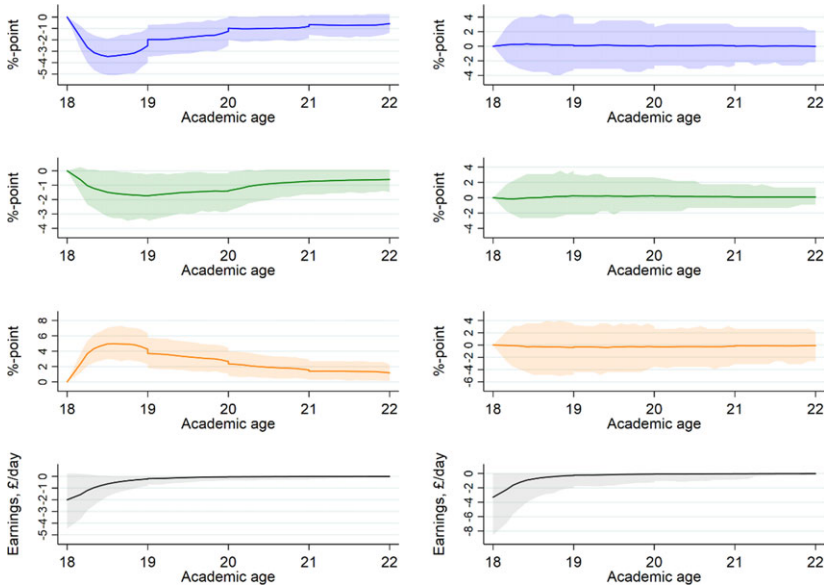 %-point
-5-4-3-2-1 0
18 19 20 21 22
Academic age
%-point
-4 -2 0 2 4
18 19 20 21 22
Academic age
%-point
-4 -3 -2 -1 0
18 19 20 21 22
Academic age
%-point
-4 -2 0 2 4
18 19 20 21 22
Academic age
%-point
0 2 4 6 8
18 19 20 21 22
Academic age
%-point
-6 -4 -2 0 2 4
18 19 20 21 22
Academic age
Earnings, £/day
-5-4-3-2-1 0
18 19 20 21 22
Academic age
Earnings, £/day
-8 -6 -4 -2 0
18 19 20 21 22
Academic age